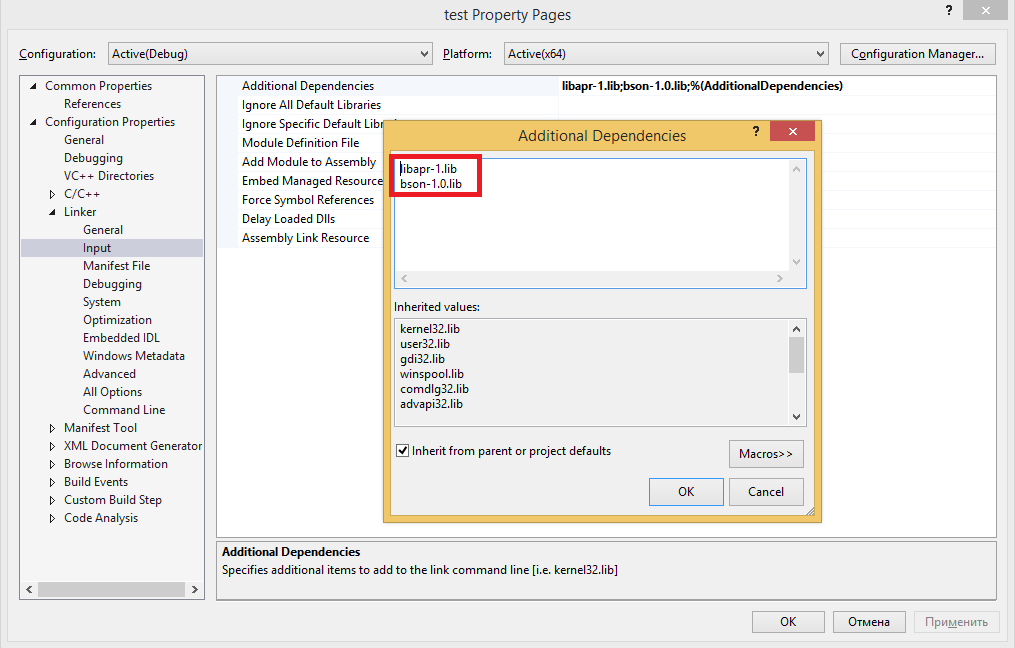 test Property Pages
?
Configuration: Active(Debug) Platform: Active(x64) Configuration Manager...
Common Properties
References
Configuration Properties
General
Debugging
VC++ Directories
C/C++
Linker
General
Input
Manifest File
Debugging
System
Optimization
Embedded IDL
Windows Metadata
Advanced
All Options
Command Line
Manifest Tool
XML Document Generator
Browse Information
Build Events
Custom Build Step
Code Analysis
Additional Dependencies libapr-1.lib;bson-1.0.lib;%(AdditionalDependencies)
Ignore All Default Libraries
Ignore Specific Default Libr
Module Definition File
Add Module to Assembly
Embed Managed Resource
Force Symbol References
Delay Loaded Dlls
Assembly Link Resource
Additional Dependencies ?
libapr-1.lib
bson-1.0.lib
Inherited values:
kernel32.lib
user32.lib
gdi32.lib
winspool.lib
comdlg32.lib
advapi32.lib
Inherit from parent or project defaults
Macros>>
OK Cancel
Additional Dependencies
Specifies additional items to add to the link command line [i.e. kernel32.lib]
OK Отмена Применить